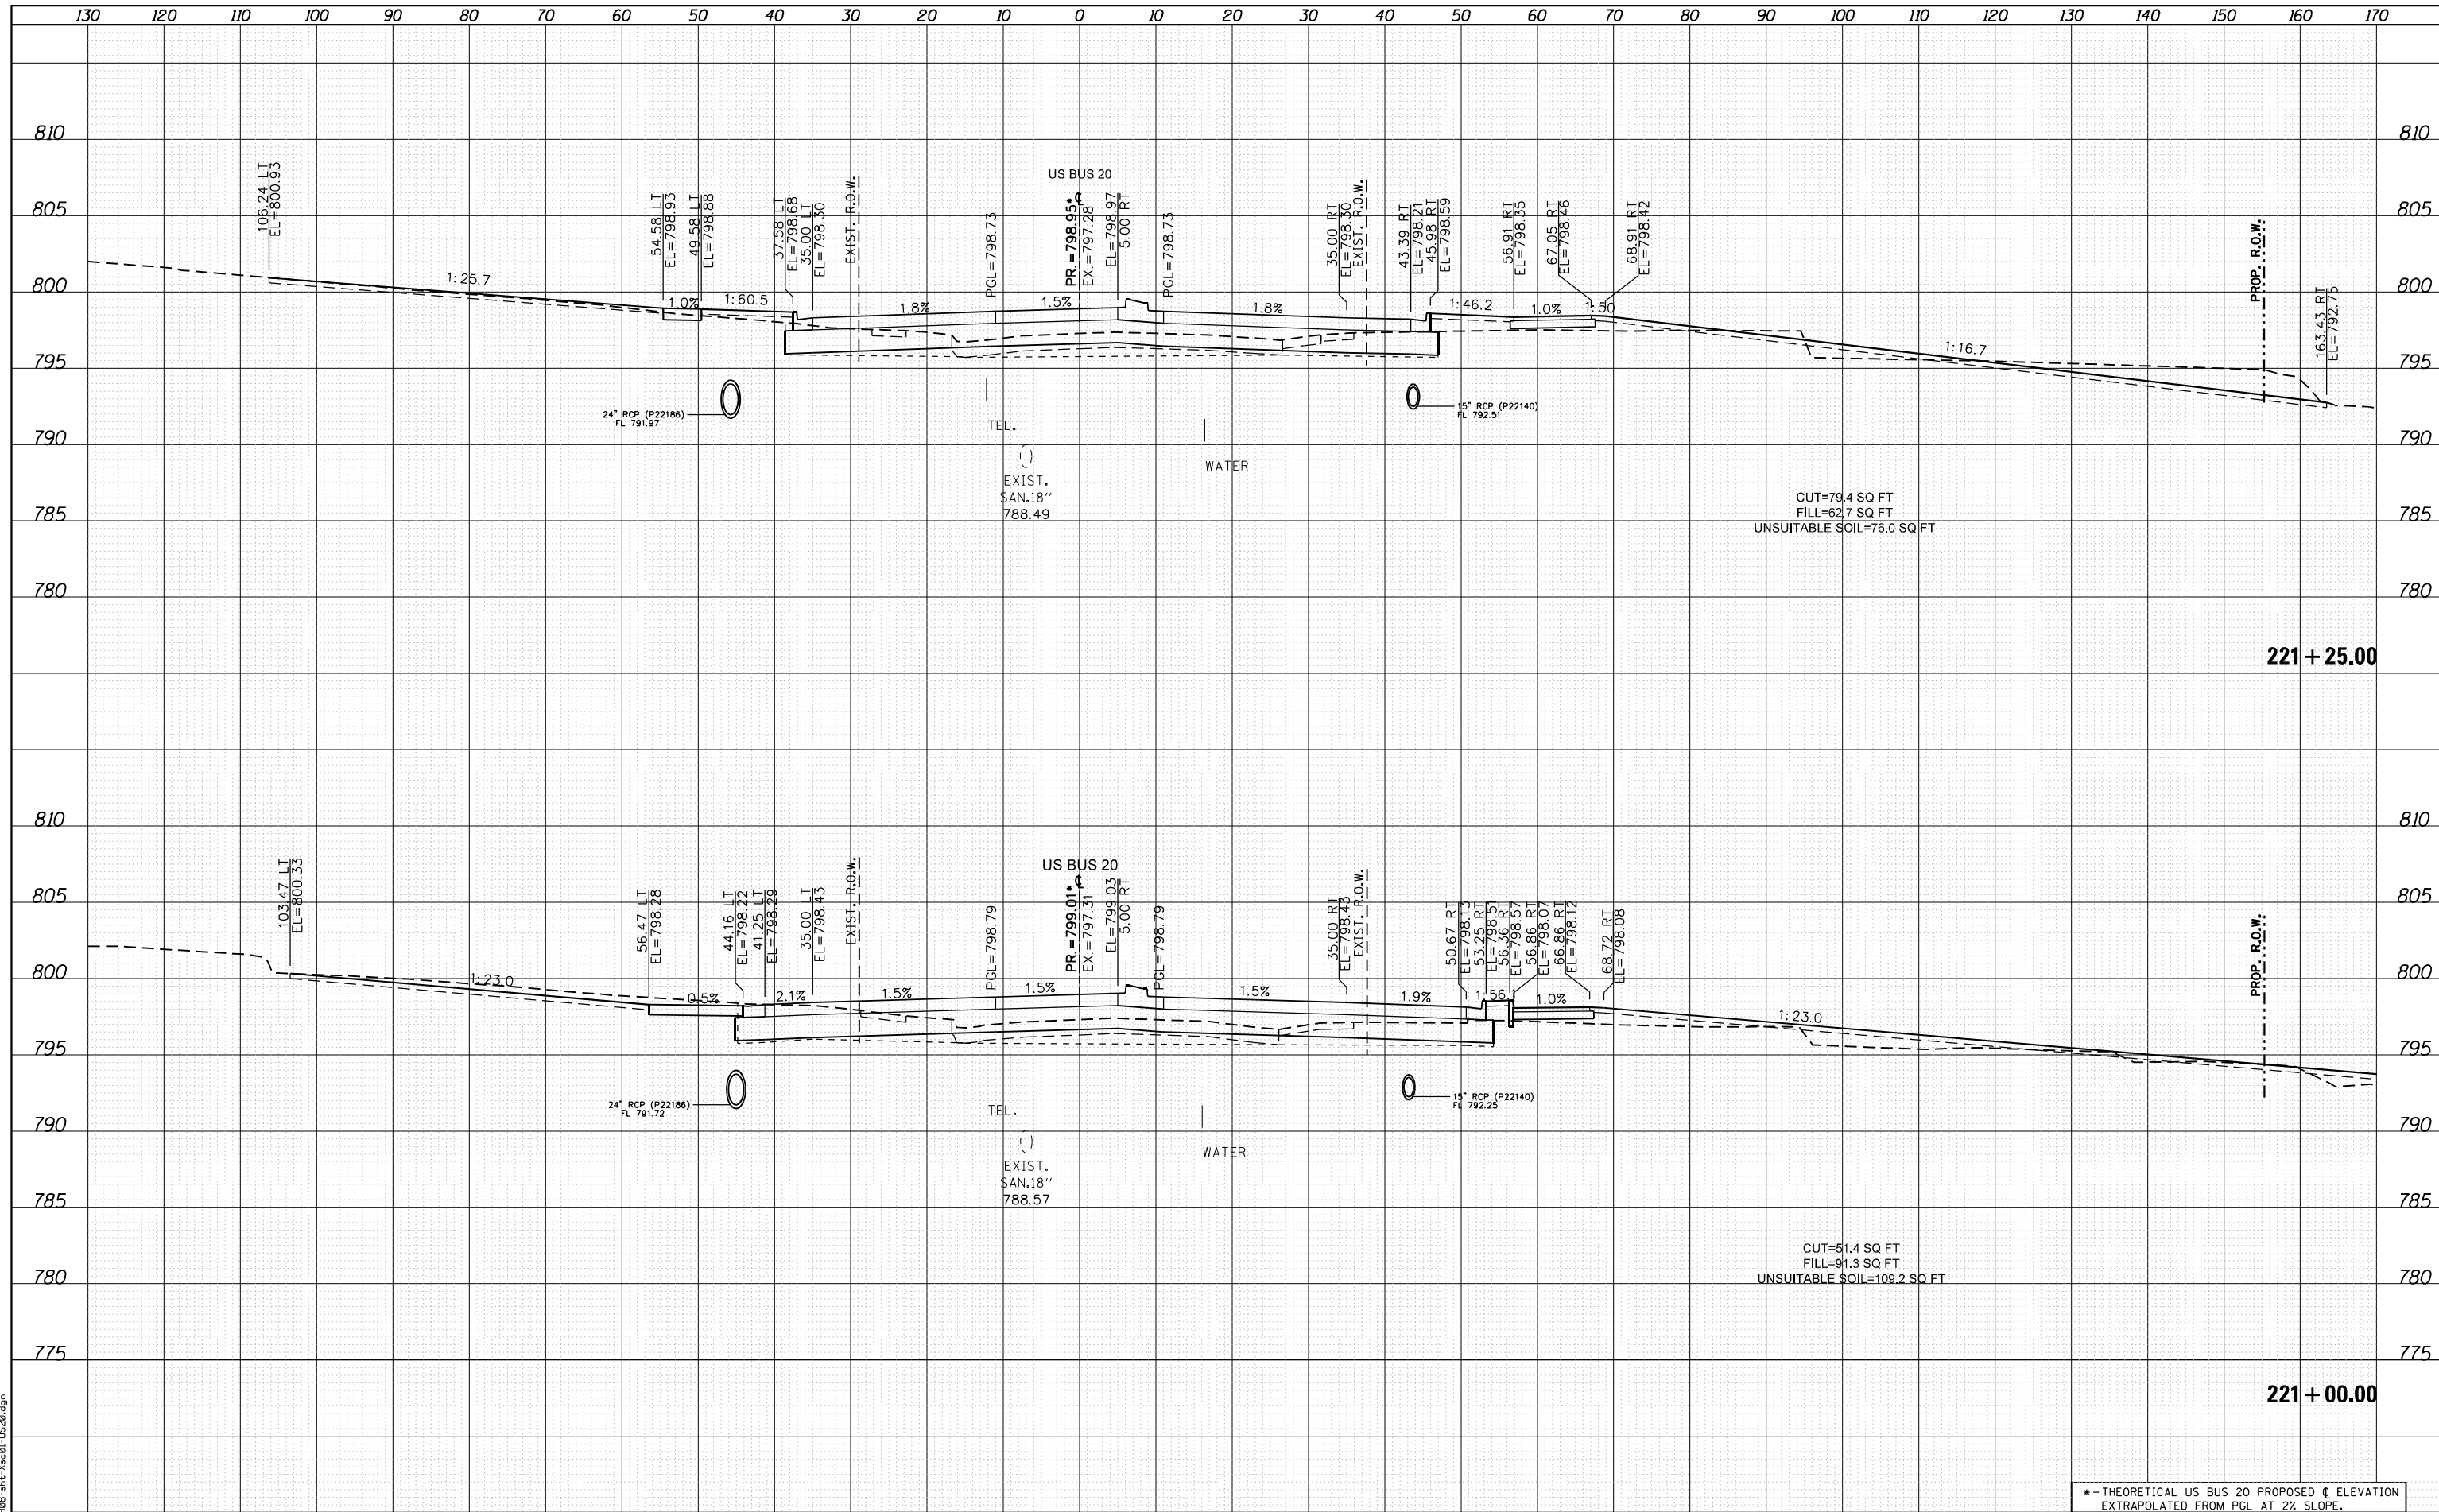 130 120 110 100 90 80 70 60 50 40 30 20 10 0 10 20 30 40 50 60 70 80 90 100 110 120 130 140 150 160 170
810 810
805 805
800 800
795 795
790 790
785 785
780 780
106.24 LT
EL=800.93
54.58 LT
EL=798.93
49.58 LT
EL=798.88
37.58 LT
EL=798.68
35.00 LT
EL=798.30
EXIST. R.O.W.
PGL=798.73
US BUS 20
PR.=798.95* ℄
EX.=797.28
EL=798.97
5.00 RT
PGL=798.73
35.00 RT
EL=798.30
EXIST. R.O.W.
43.39 RT
EL=798.21
45.98 RT
EL=798.59
56.91 RT
EL=798.35
67.05 RT
EL=798.46
68.91 RT
EL=798.42
PROP. R.O.W.
163.43 RT
EL=792.75
1:25.7
1.0%
1:60.5
1.8%
1.5%
1.8%
1:46.2
1.0%
1:50
1:16.7
24" RCP (P22186)
FL 791.97
TEL.
EXIST.
SAN.18''
788.49
WATER
15" RCP (P22140)
FL 792.51
CUT=79.4 SQ FT
FILL=62.7 SQ FT
UNSUITABLE SOIL=76.0 SQ FT
221+25.00
810 810
805 805
800 800
795 795
790 790
785 785
780 780
775 775
103.47 LT
EL=800.33
56.47 LT
EL=798.28
44.16 LT
EL=798.22
41.25 LT
EL=798.29
35.00 LT
EL=798.43
EXIST. R.O.W.
PGL=798.79
US BUS 20
PR.=799.01* ℄
EX.=797.31
EL=799.03
5.00 RT
PGL=798.79
35.00 RT
EL=798.43
EXIST. R.O.W.
50.67 RT
EL=798.13
53.25 RT
EL=798.51
56.36 RT
EL=798.57
56.86 RT
EL=798.07
66.86 RT
EL=798.12
68.72 RT
EL=798.08
PROP. R.O.W.
1:23.0
0.5%
2.1%
1.5%
1.5%
1.5%
1.9%
1.0%
1:23.0
24" RCP (P22186)
FL 791.72
TEL.
EXIST.
SAN.18''
788.57
WATER
15" RCP (P22140)
FL 792.25
CUT=51.4 SQ FT
FILL=91.3 SQ FT
UNSUITABLE SOIL=109.2 SQ FT
221+00.00
*-THEORETICAL US BUS 20 PROPOSED ℄ ELEVATION
EXTRAPOLATED FROM PGL AT 2% SLOPE.